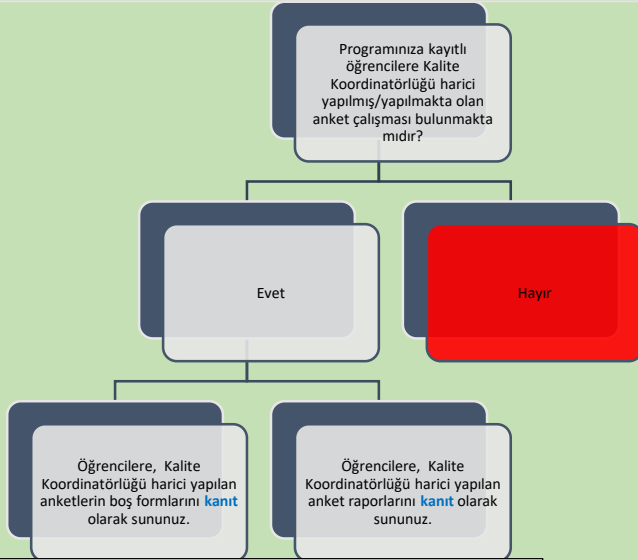 Programınıza kayıtlı
öğrencilere Kalite
Koordinatörlüğü harici
yapılmış/yapılmakta olan
anket çalışması bulunmakta
mıdır?
Evet
Hayır
Öğrencilere, Kalite
Koordinatörlüğü harici yapılan
anketlerin boş formlarını kanıt
olarak sununuz.
Öğrencilere, Kalite
Koordinatörlüğü harici yapılan
anket raporlarını kanıt olarak
sununuz.